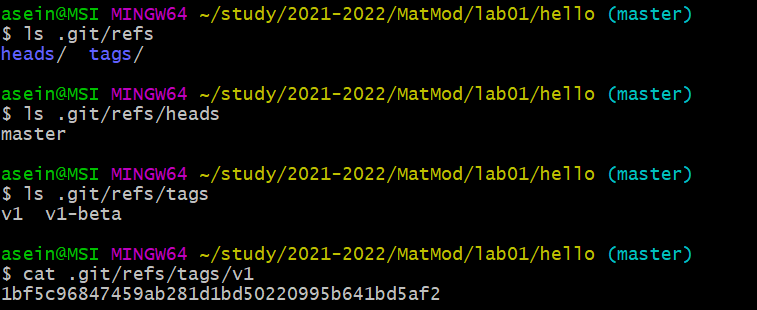 asein@MSI MINGW64 ~/study/2021-2022/MatMod/lab01/hello (master)
$ ls .git/refs
heads/  tags/
asein@MSI MINGW64 ~/study/2021-2022/MatMod/lab01/hello (master)
$ ls .git/refs/heads
master
asein@MSI MINGW64 ~/study/2021-2022/MatMod/lab01/hello (master)
$ ls .git/refs/tags
v1  v1-beta
asein@MSI MINGW64 ~/study/2021-2022/MatMod/lab01/hello (master)
$ cat .git/refs/tags/v1
1bf5c96847459ab281d1bd50220995b641bd5af2